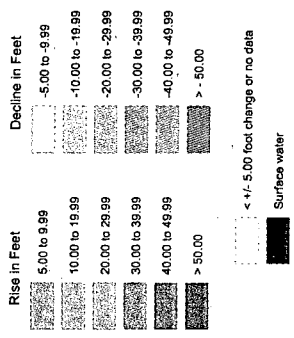 Rise in Feet
5.00 to 9.99
10.00 to 19.99
20.00 to 29.99
30.00 to 39.99
40.00 to 49.99
> 50.00
Decline in Feet
-5.00 to -9.99
-10.00 to -19.99
-20.00 to -29.99
-30.00 to -39.99
-40.00 to -49.99
> - 50.00
< +/- 5.00 foot change or no data
Surface water